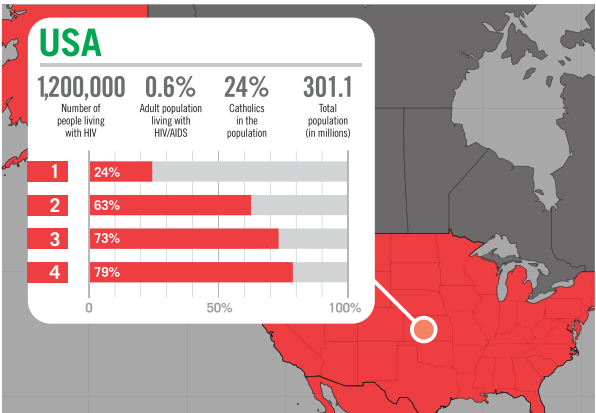 USA
1,200,000 0.6% 24% 301.1
Number of people living with HIV
Adult population living with HIV/AIDS
Catholics in the population
Total population (in millions)
1 24%
2 63%
3 73%
4 79%
0 50% 100%